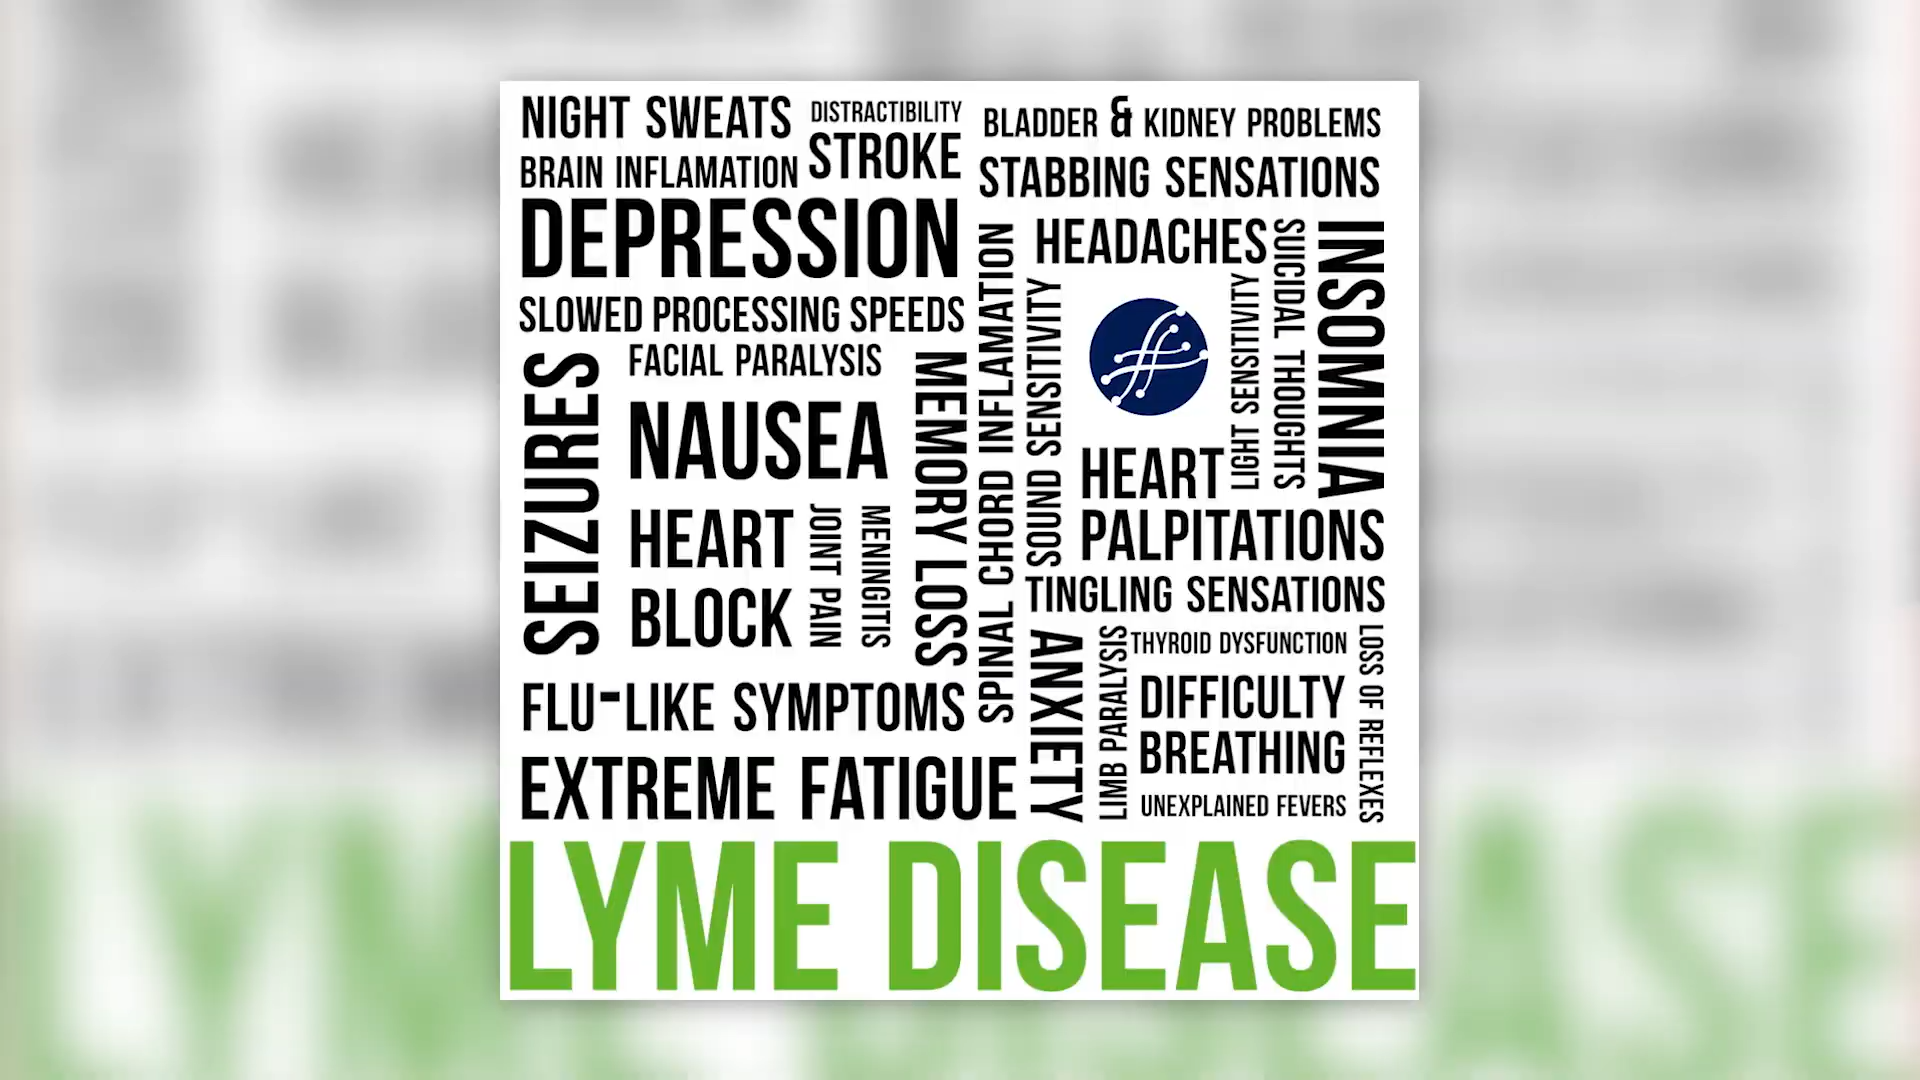 NIGHT SWEATS
DISTRACTIBILITY
BRAIN INFLAMATION
STROKE
DEPRESSION
SLOWED PROCESSING SPEEDS
SEIZURES
FACIAL PARALYSIS
NAUSEA
HEART
BLOCK
JOINT PAIN
MENINGITIS
MEMORY LOSS
FLU-LIKE SYMPTOMS
EXTREME FATIGUE
BLADDER & KIDNEY PROBLEMS
STABBING SENSATIONS
SPINAL CHORD INFLAMATION
HEADACHES
SOUND SENSITIVITY
LIGHT SENSITIVITY
SUICIDAL THOUGHTS
INSOMNIA
HEART
PALPITATIONS
TINGLING SENSATIONS
ANXIETY
LIMB PARALYSIS
THYROID DYSFUNCTION
DIFFICULTY
BREATHING
UNEXPLAINED FEVERS
LOSS OF REFLEXES
LYME DISEASE